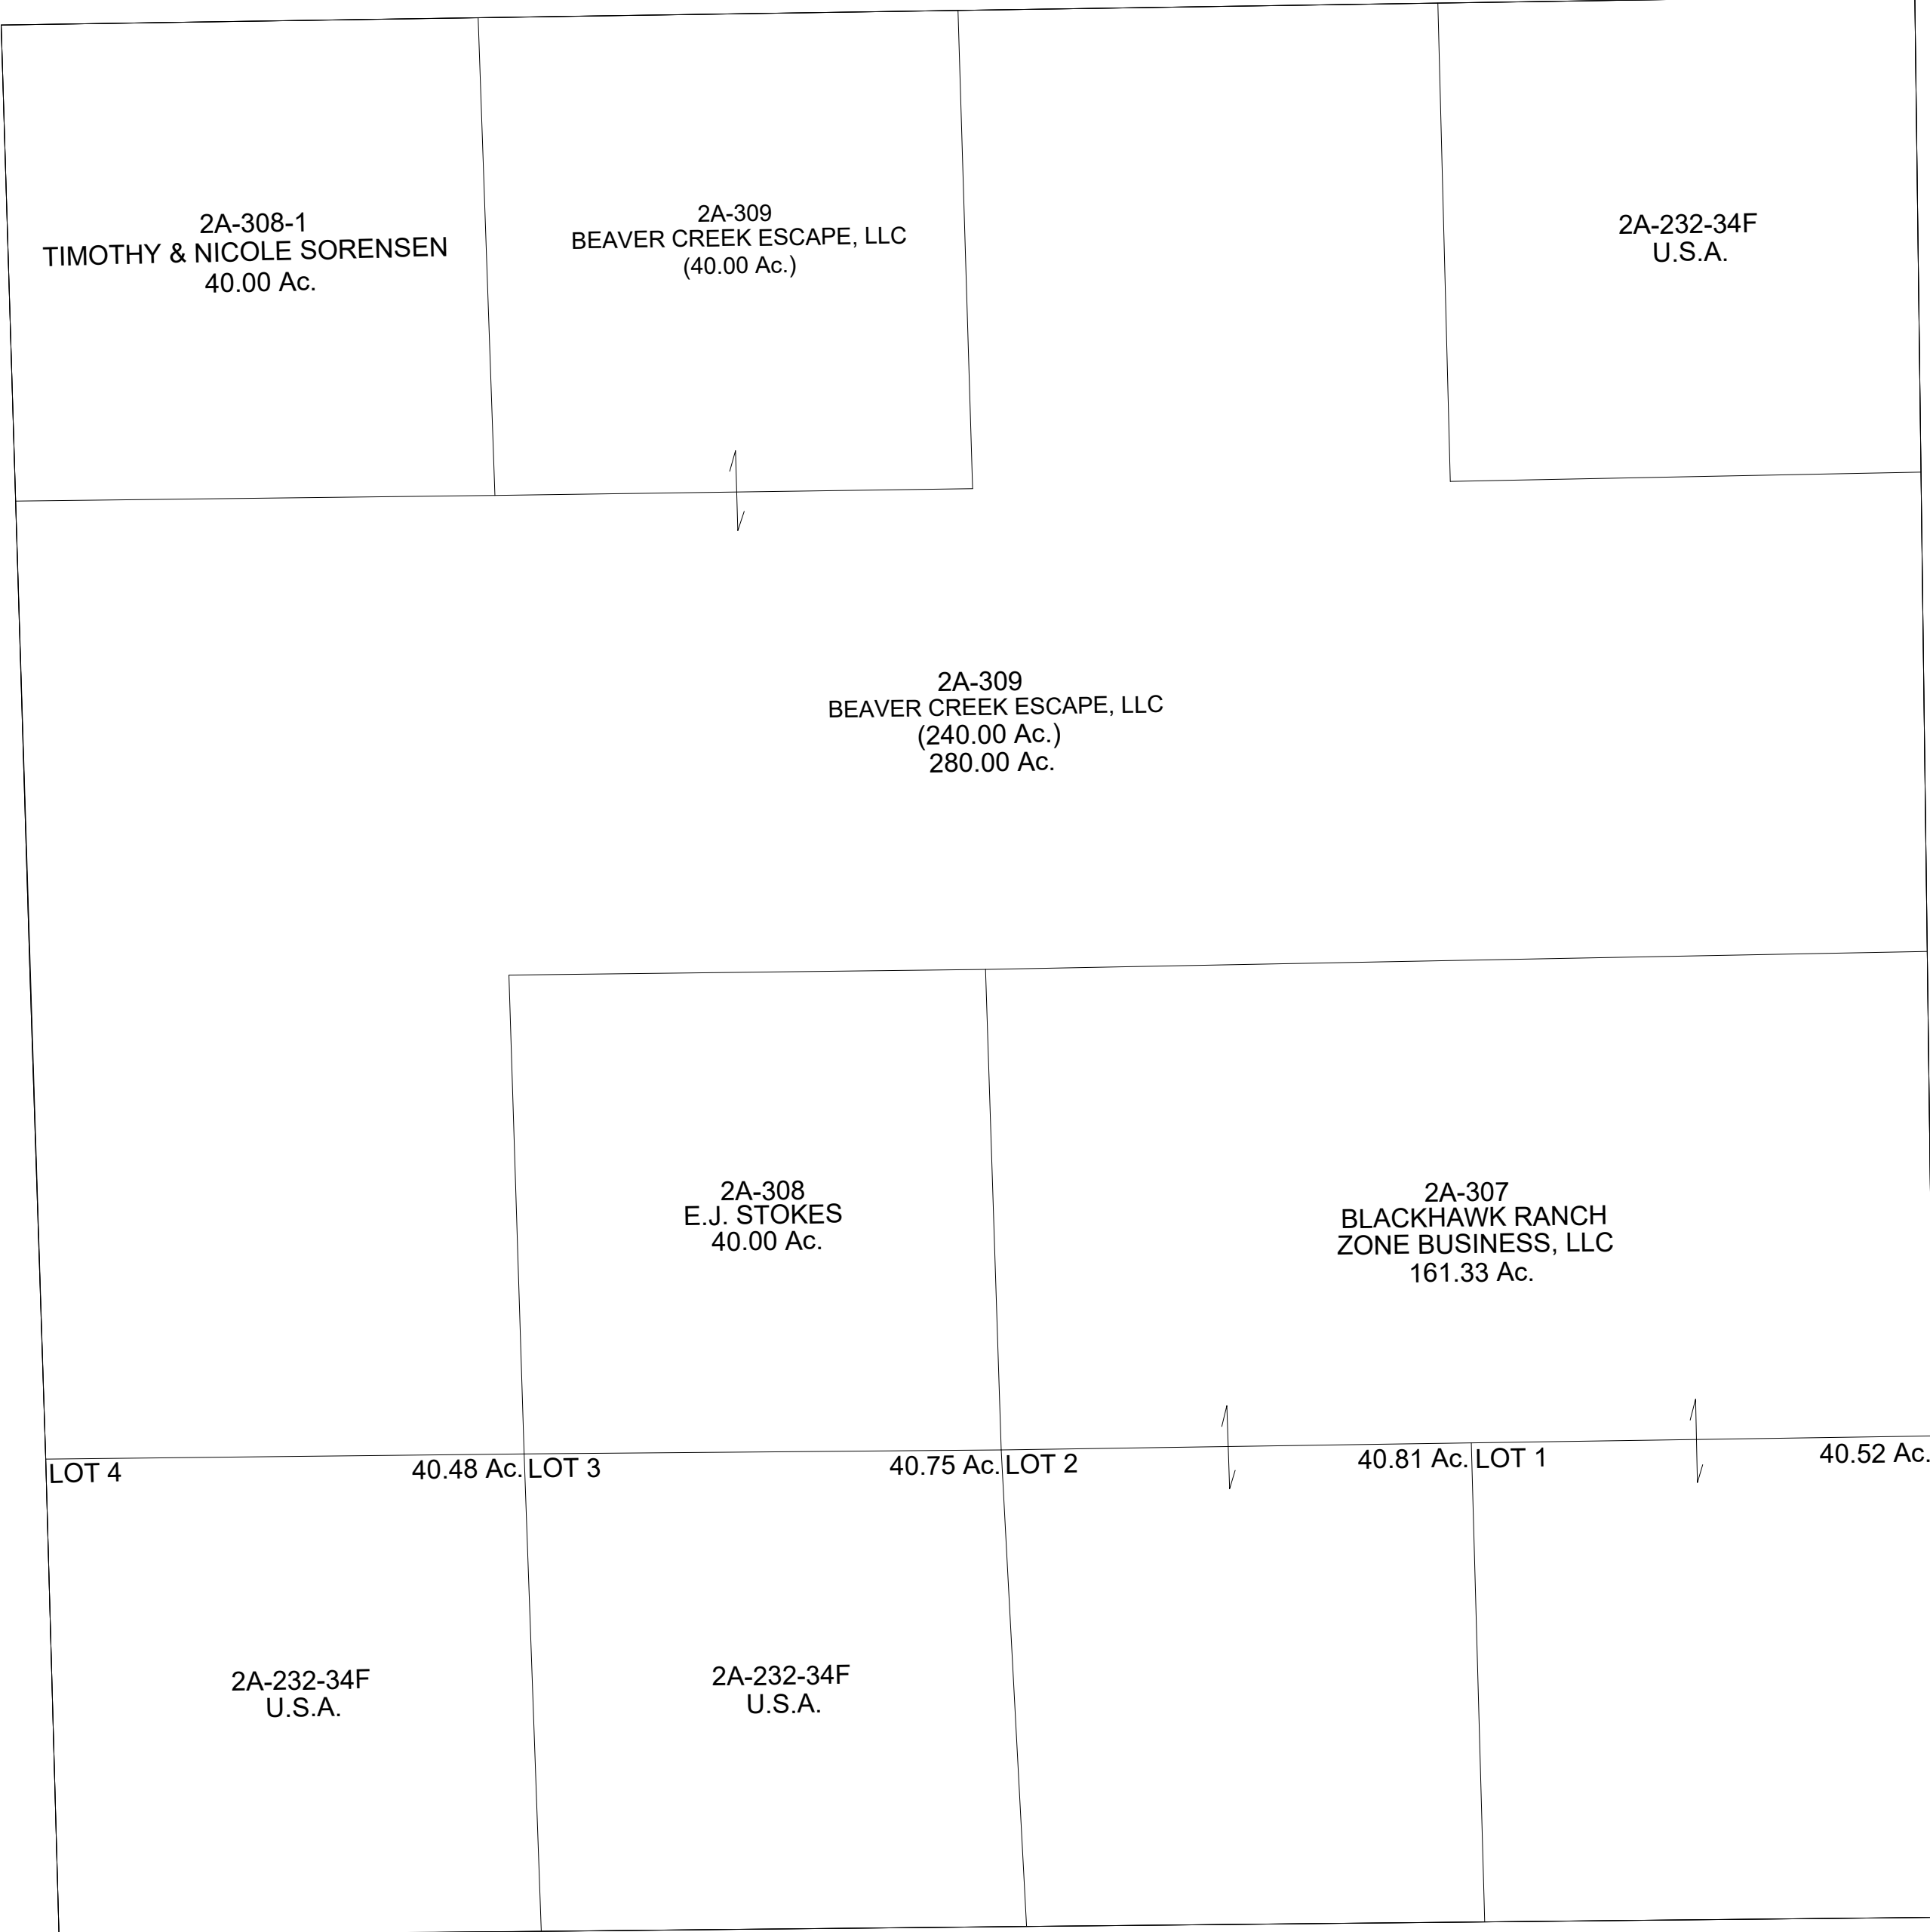 2A-308-1
TIMOTHY & NICOLE SORENSEN
40.00 Ac.
2A-309
BEAVER CREEK ESCAPE, LLC
(40.00 Ac.)
2A-232-34F
U.S.A.
2A-309
BEAVER CREEK ESCAPE, LLC
(240.00 Ac.)
280.00 Ac.
2A-308
E.J. STOKES
40.00 Ac.
2A-307
BLACKHAWK RANCH
ZONE BUSINESS, LLC
161.33 Ac.
LOT 4 40.48 Ac.
LOT 3 40.75 Ac.
LOT 2 40.81 Ac.
LOT 1 40.52 Ac.
2A-232-34F
U.S.A.
2A-232-34F
U.S.A.